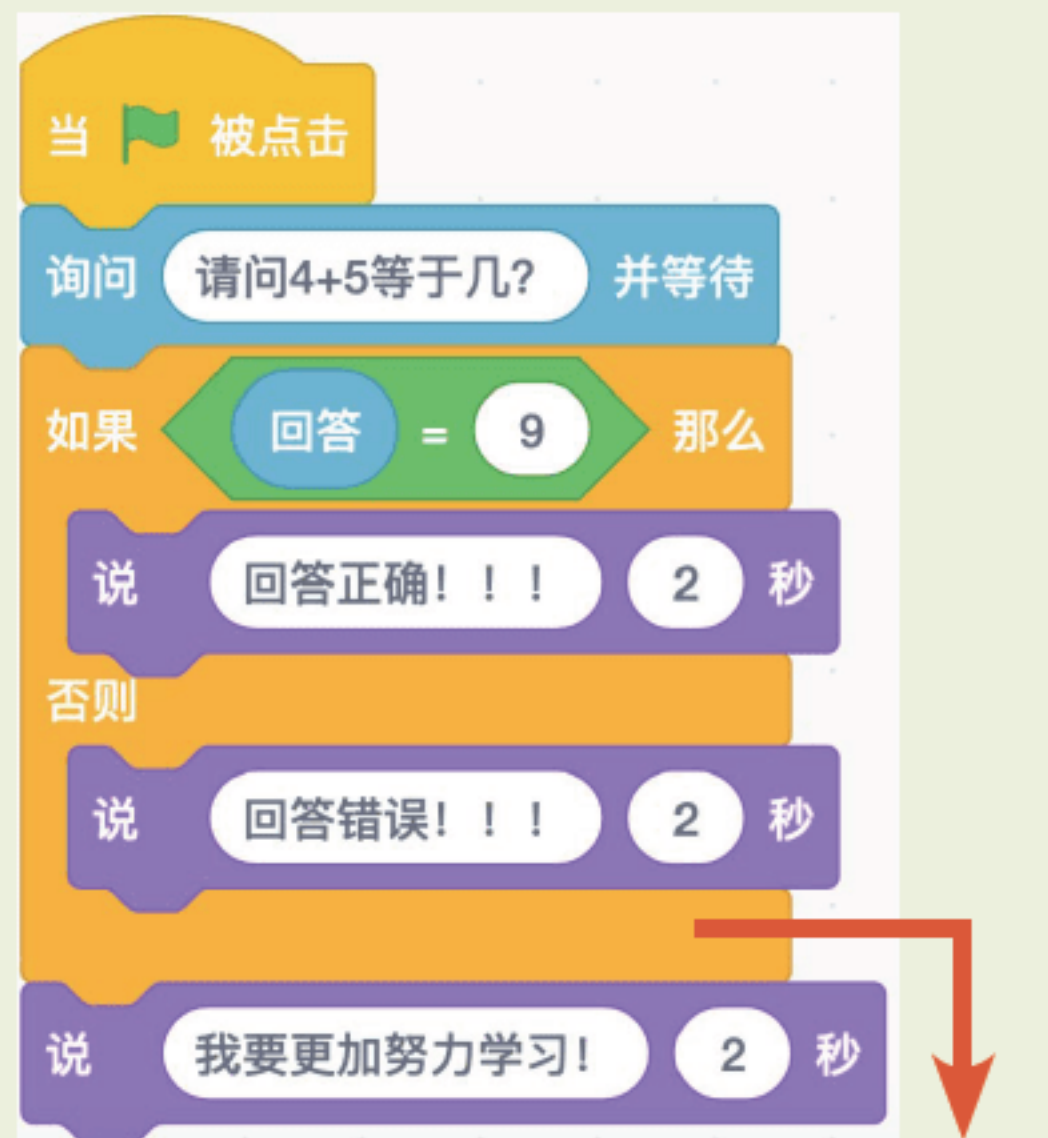 当 被点击
询问 请问4+5等于几? 并等待
如果 回答 = 9 那么
说 回答正确！！！ 2 秒
否则
说 回答错误！！！ 2 秒
说 我要更加努力学习！ 2 秒